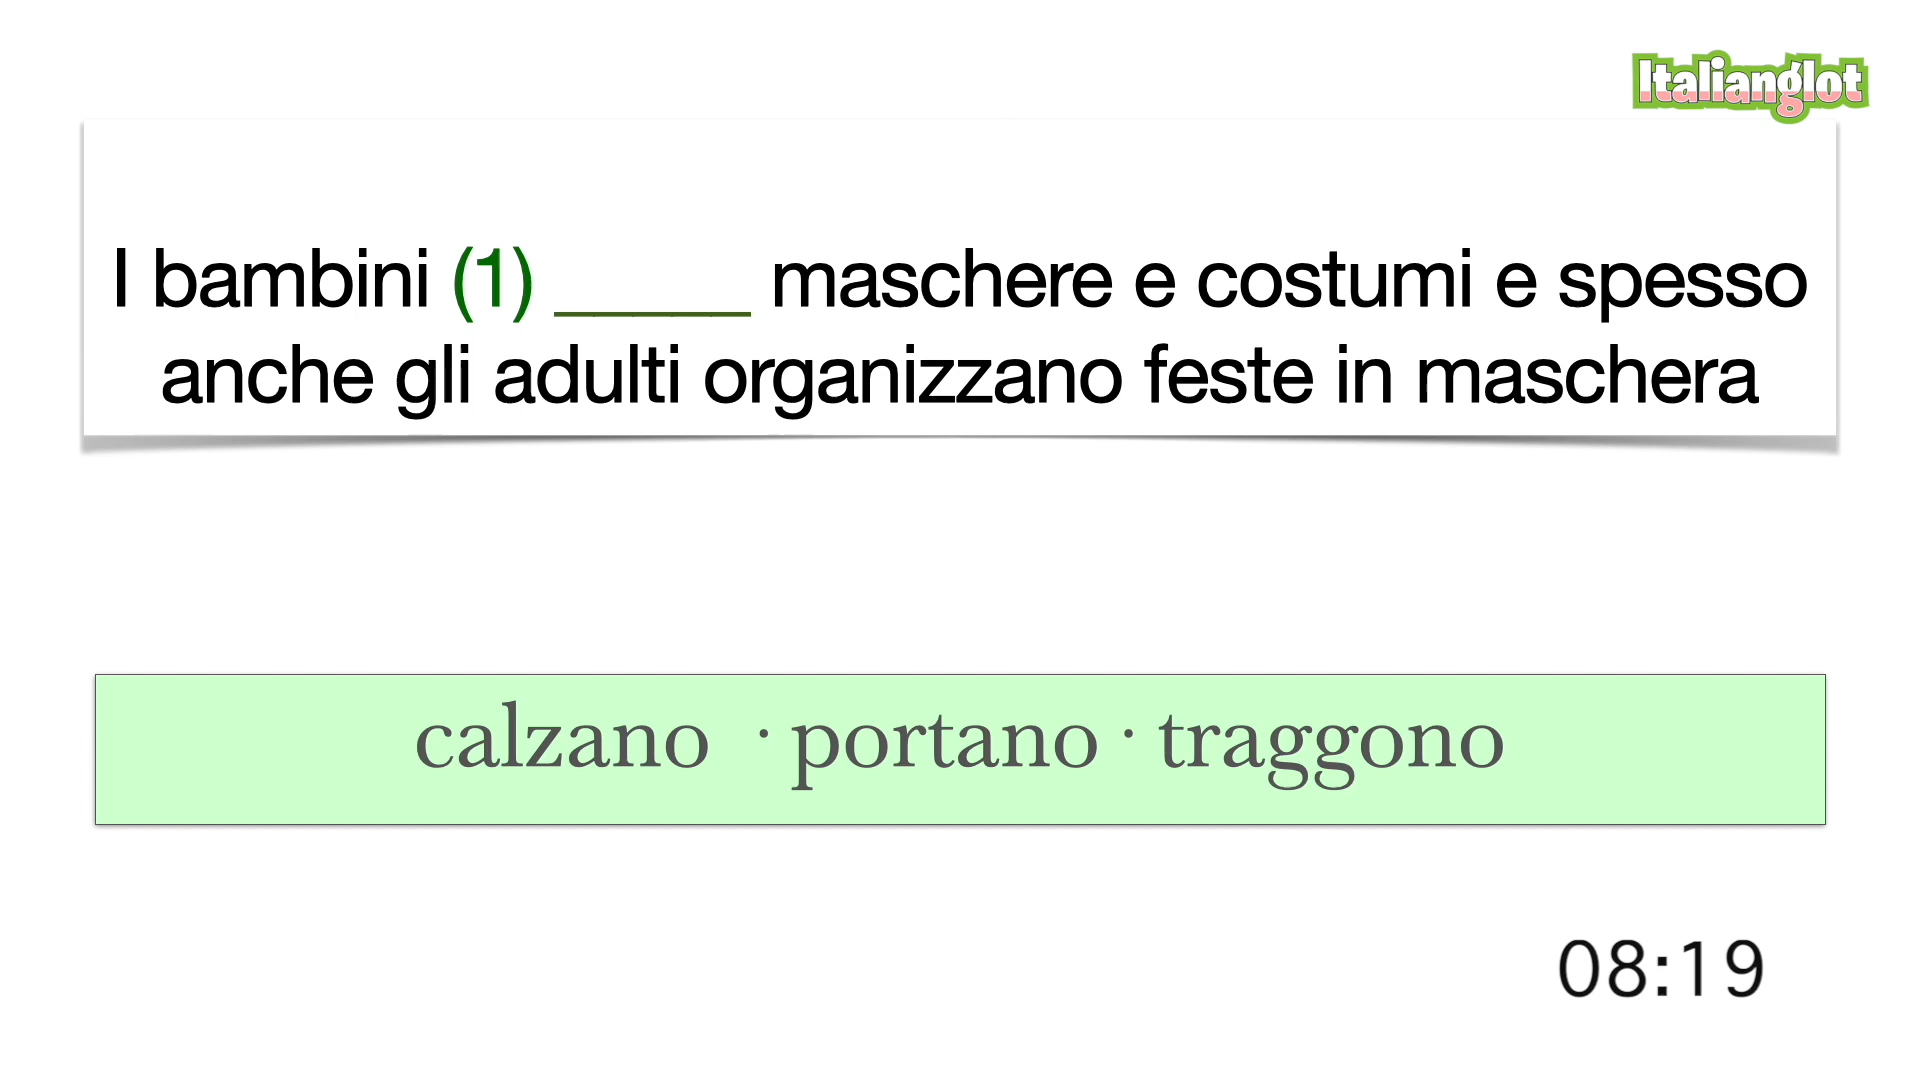 Italianglot
I bambini (1) _____ maschere e costumi e spesso
anche gli adulti organizzano feste in maschera
calzano · portano · traggono
08:19